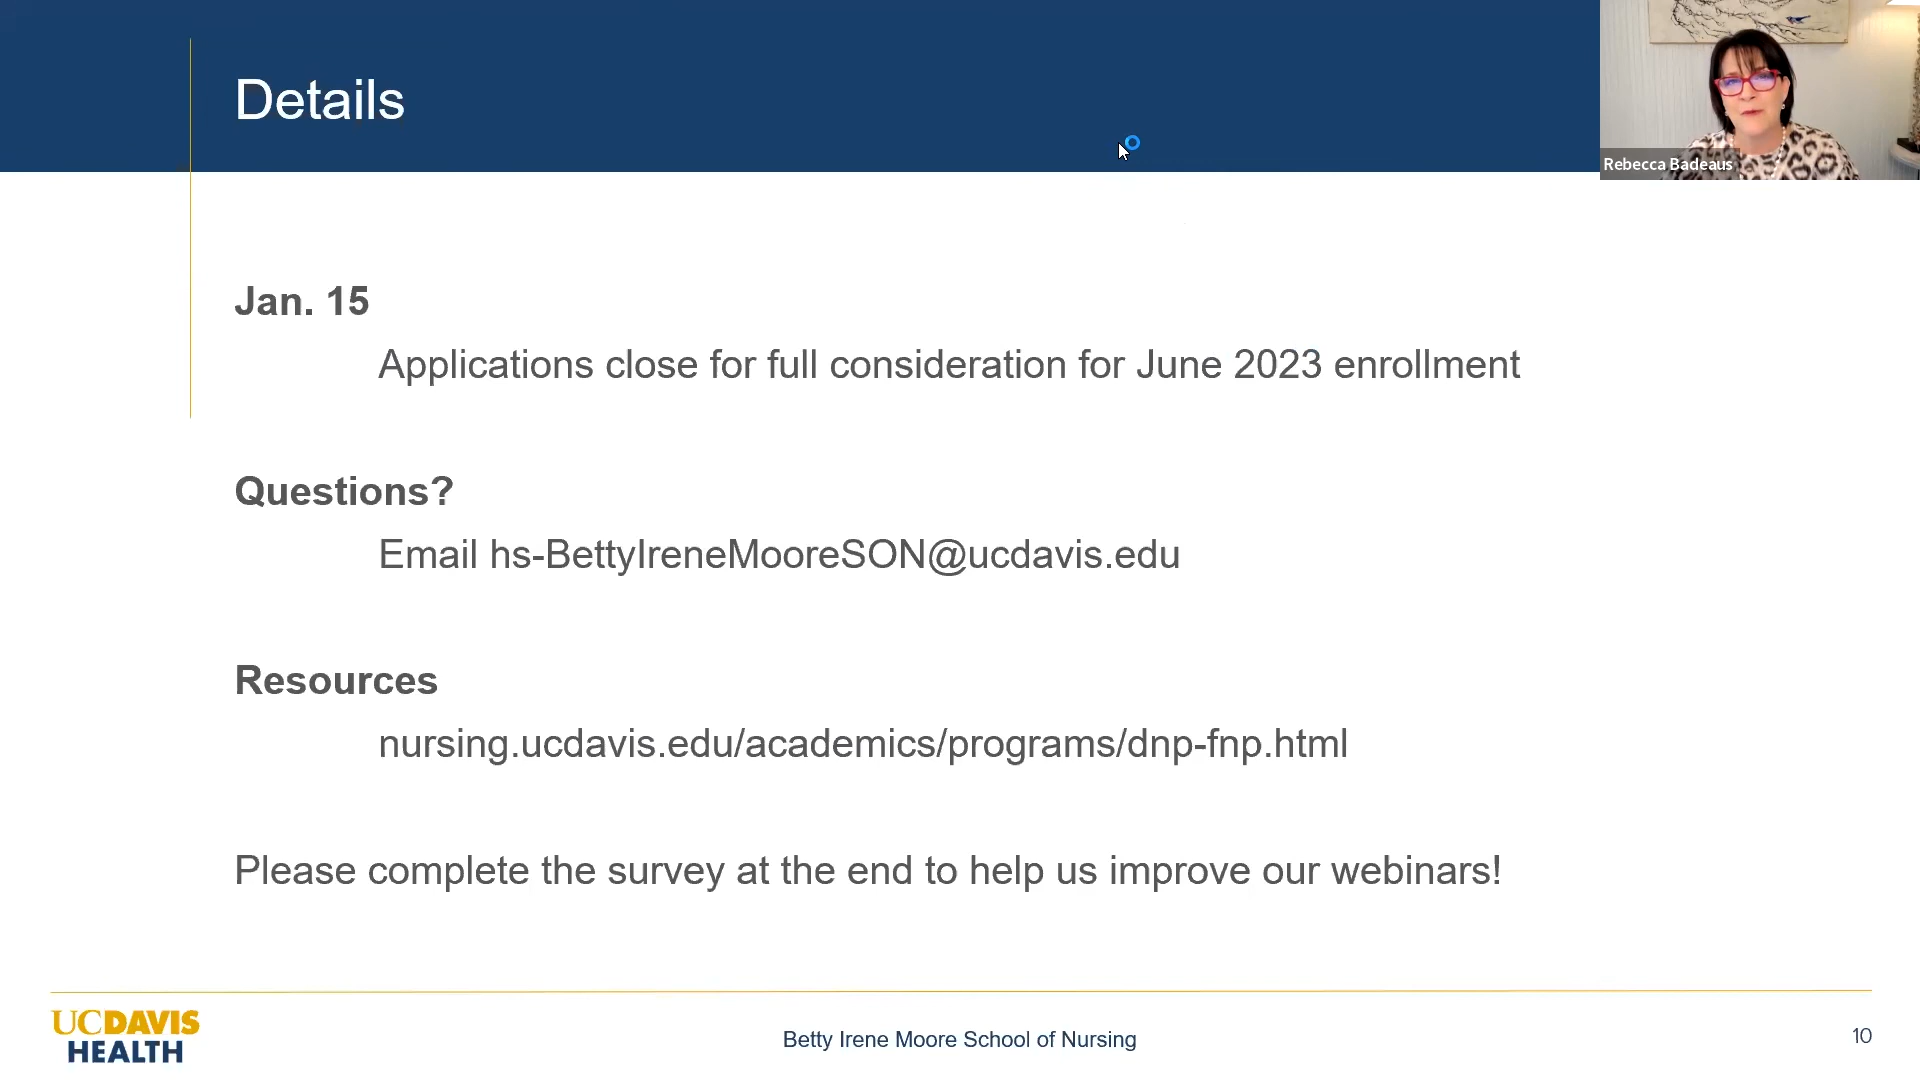 Details
Rebecca Badeaus
Jan. 15
Applications close for full consideration for June 2023 enrollment
Questions?
Email hs-BettyIreneMooreSON@ucdavis.edu
Resources
nursing.ucdavis.edu/academics/programs/dnp-fnp.html
Please complete the survey at the end to help us improve our webinars!
UCDAVIS
HEALTH
Betty Irene Moore School of Nursing
10